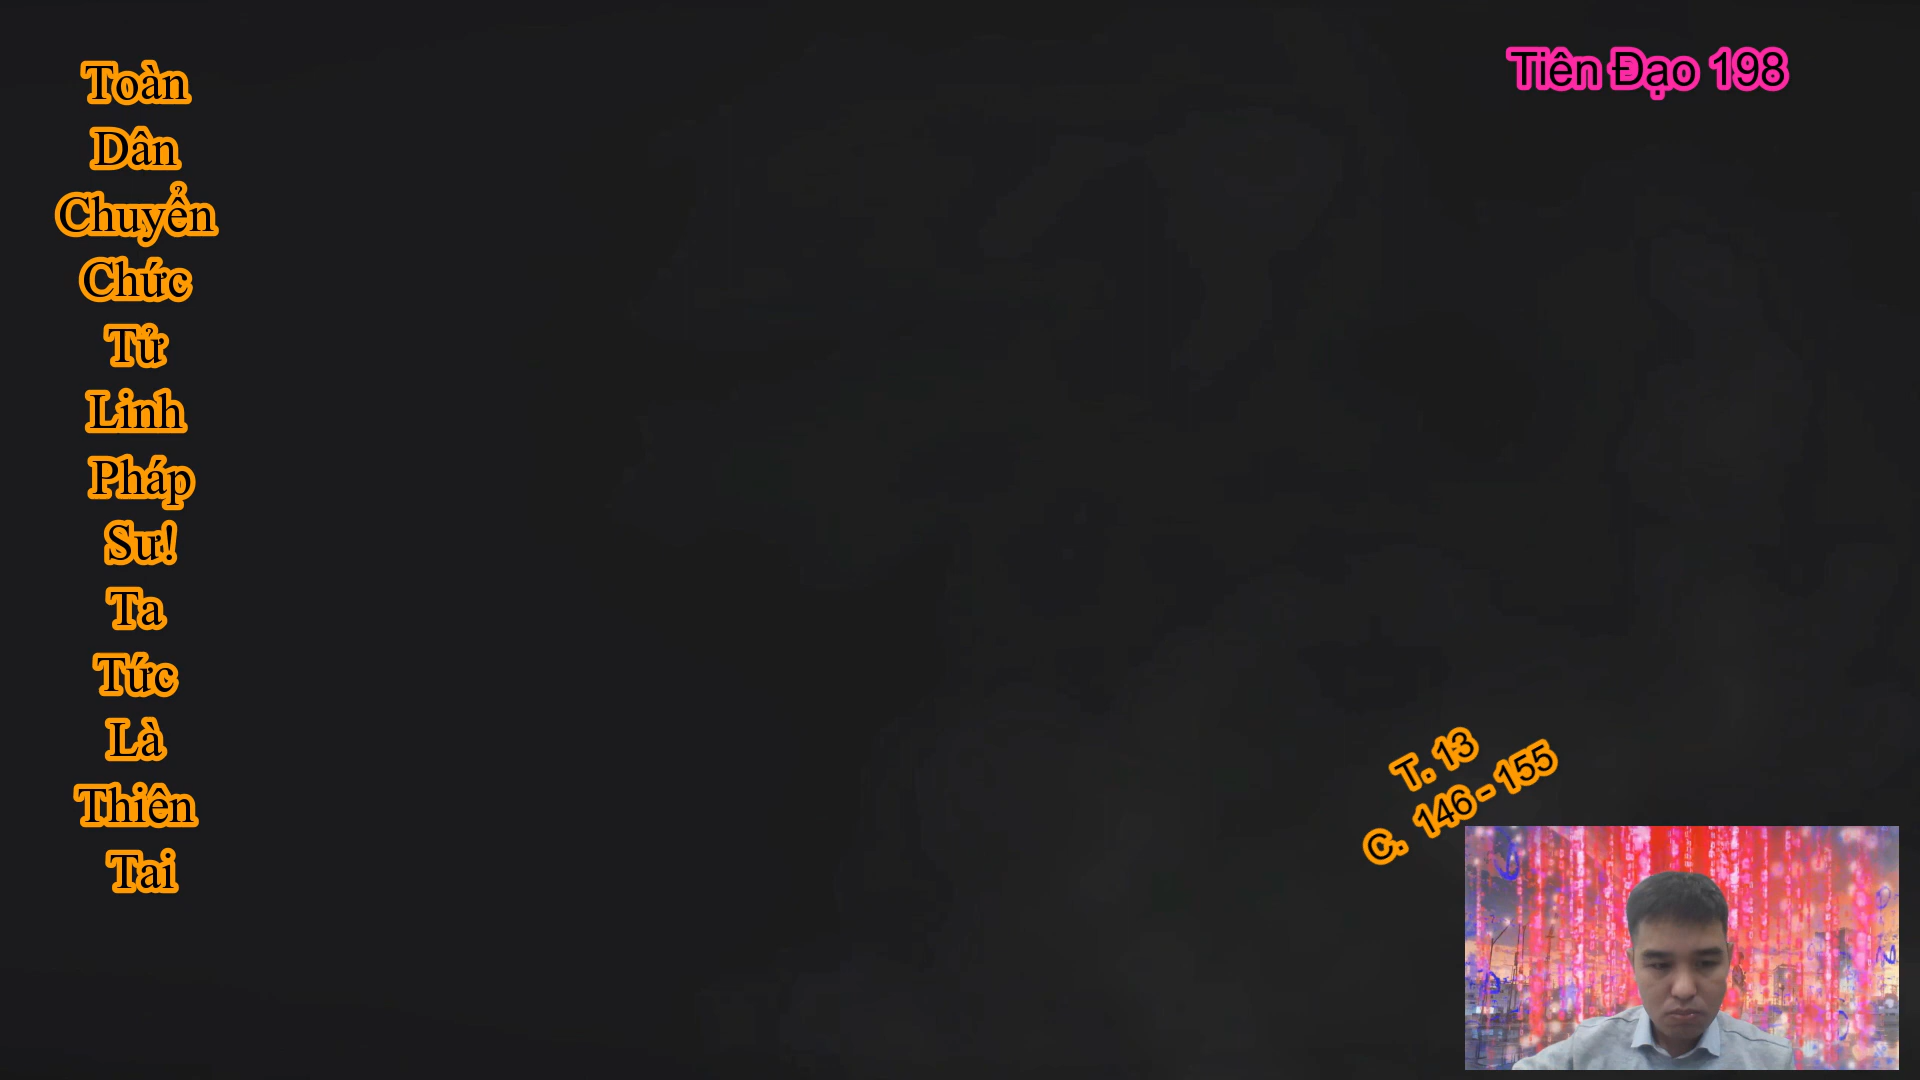 Toàn
Dân
Chuyển
Chức
Tử
Linh
Pháp
Sư!
Ta
Tức
Là
Thiên
Tai
Tiên Đạo 198
T. 13
C. 146 - 155